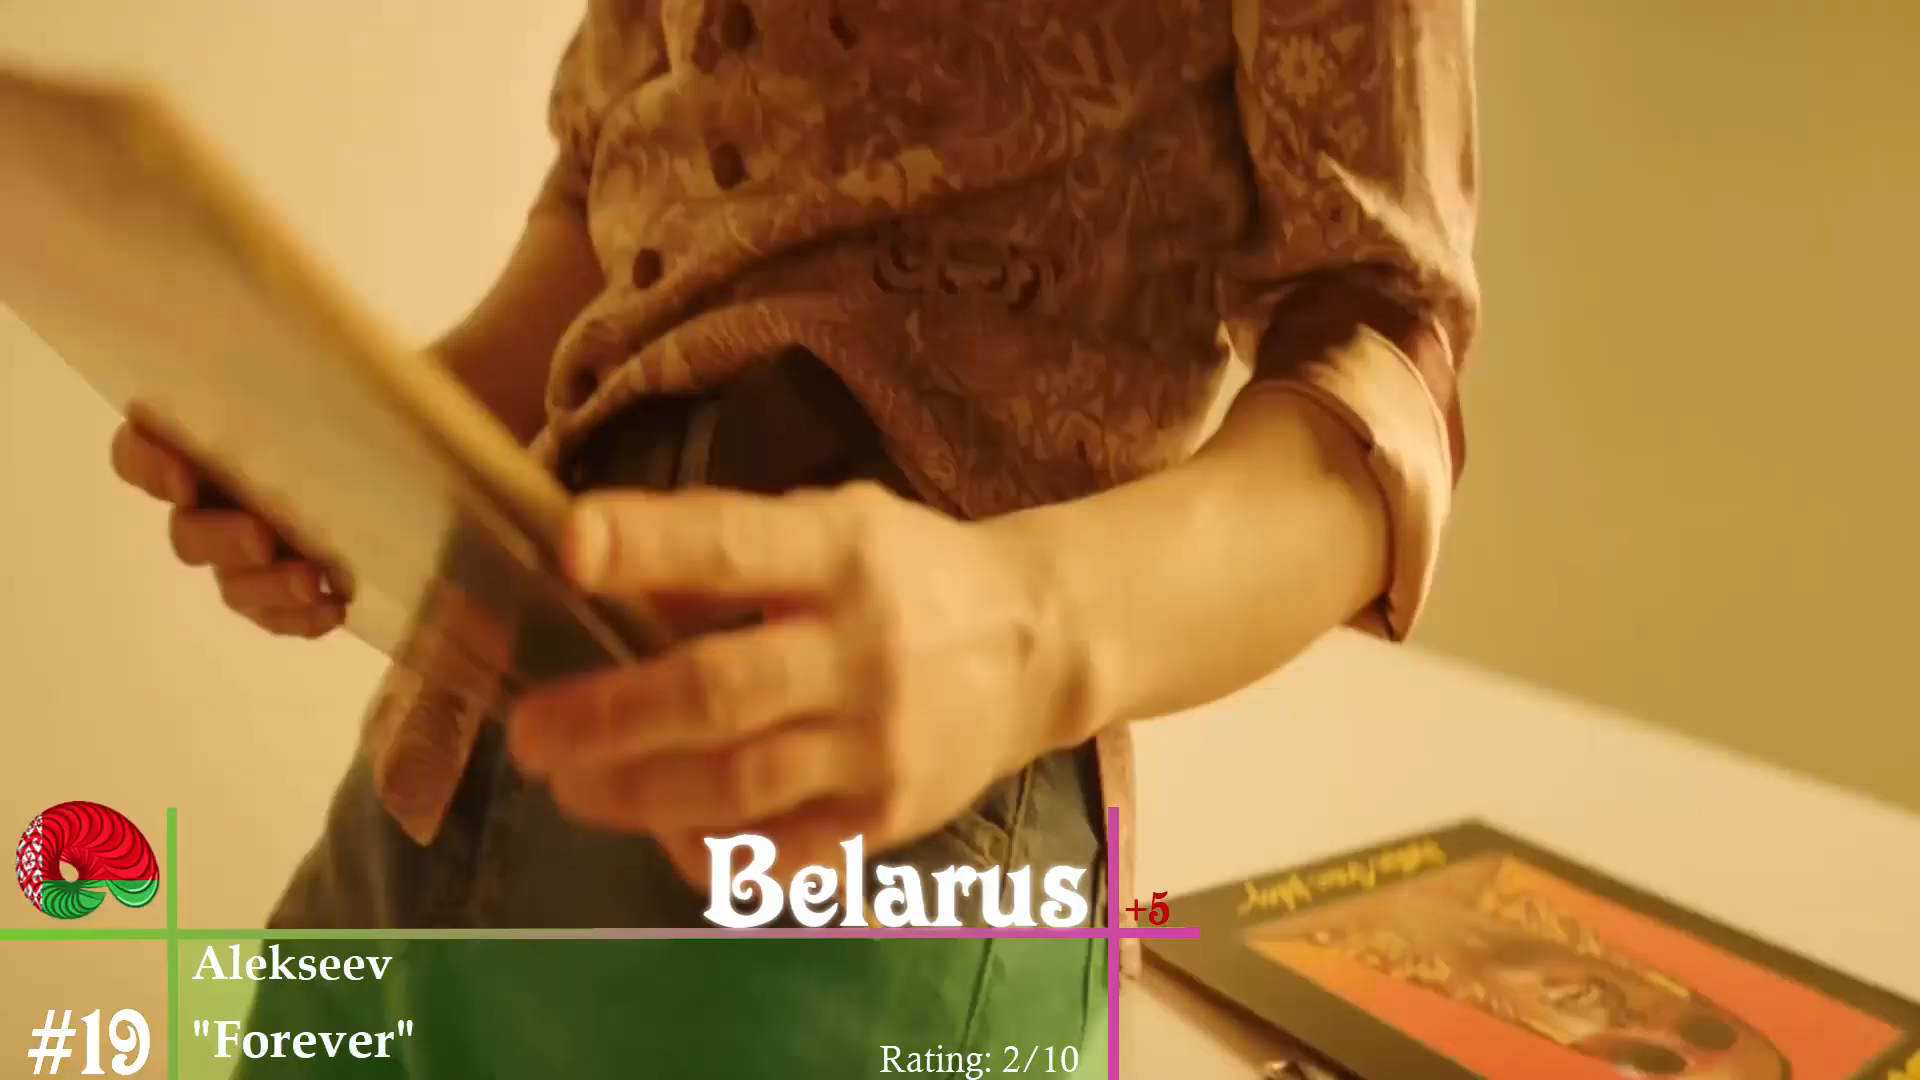 Belarus
+5
Alekseev
#19
"Forever"
Rating: 2/10